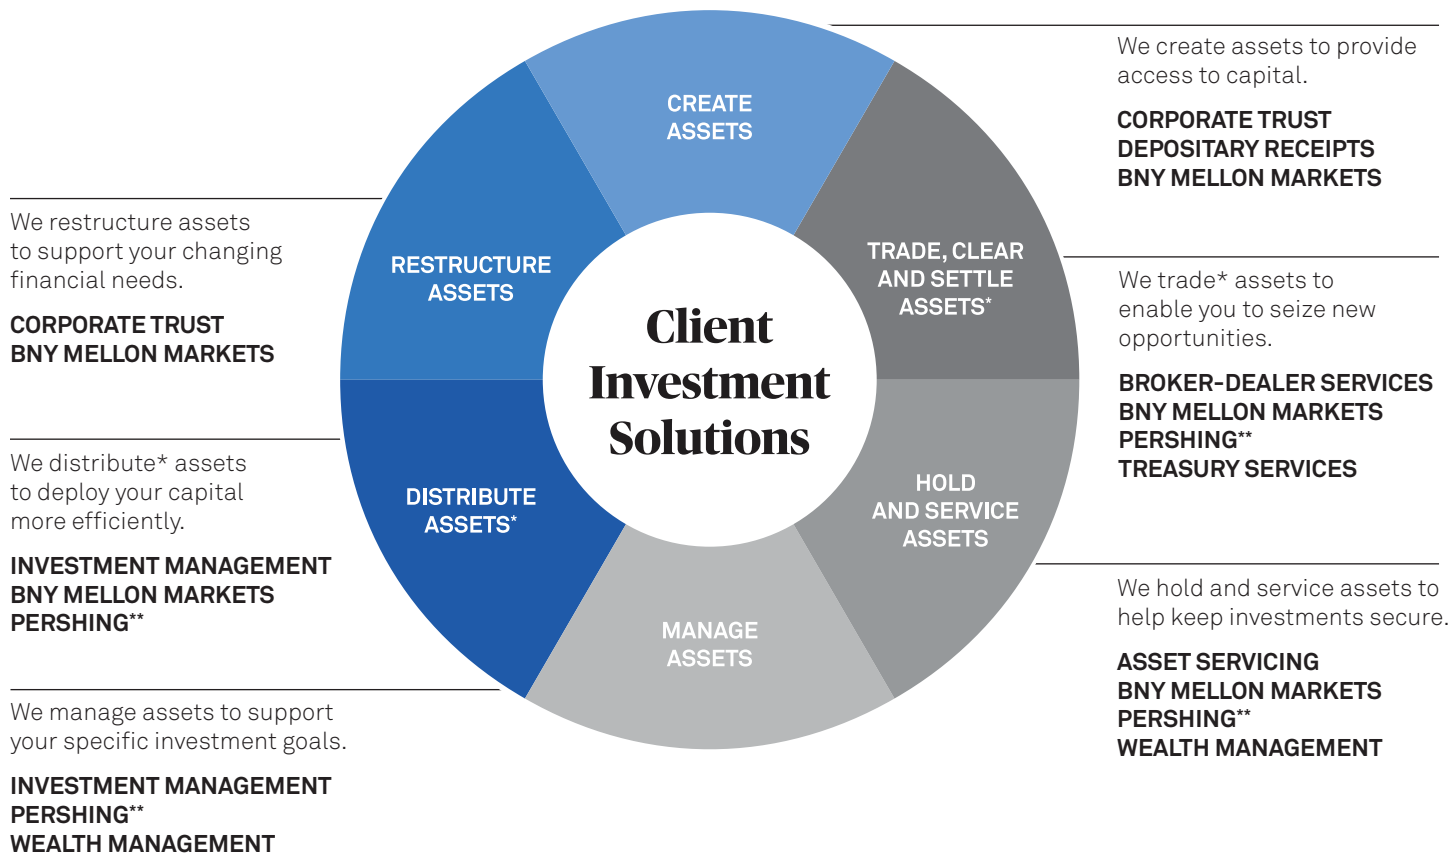 CREATE
ASSETS
We create assets to provide
access to capital.
CORPORATE TRUST
DEPOSITARY RECEIPTS
BNY MELLON MARKETS
TRADE, CLEAR
AND SETTLE
ASSETS*
We trade* assets to
enable you to seize new
opportunities.
BROKER-DEALER SERVICES
BNY MELLON MARKETS
PERSHING**
TREASURY SERVICES
HOLD
AND SERVICE
ASSETS
We hold and service assets to
help keep investments secure.
ASSET SERVICING
BNY MELLON MARKETS
PERSHING**
WEALTH MANAGEMENT
MANAGE
ASSETS
We manage assets to support
your specific investment goals.
INVESTMENT MANAGEMENT
PERSHING**
WEALTH MANAGEMENT
DISTRIBUTE
ASSETS*
We distribute* assets
to deploy your capital
more efficiently.
INVESTMENT MANAGEMENT
BNY MELLON MARKETS
PERSHING**
RESTRUCTURE
ASSETS
We restructure assets
to support your changing
financial needs.
CORPORATE TRUST
BNY MELLON MARKETS
Client
Investment
Solutions